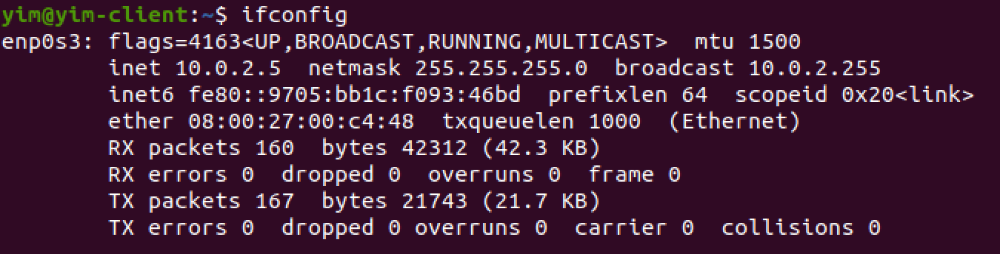 yim@yim-client:~$ ifconfig
enp0s3: flags=4163<UP,BROADCAST,RUNNING,MULTICAST>  mtu 1500
        inet 10.0.2.5  netmask 255.255.255.0  broadcast 10.0.2.255
        inet6 fe80::9705:bb1c:f093:46bd  prefixlen 64  scopeid 0x20<link>
        ether 08:00:27:00:c4:48  txqueuelen 1000  (Ethernet)
        RX packets 160  bytes 42312 (42.3 KB)
        RX errors 0  dropped 0  overruns 0  frame 0
        TX packets 167  bytes 21743 (21.7 KB)
        TX errors 0  dropped 0 overruns 0  carrier 0  collisions 0